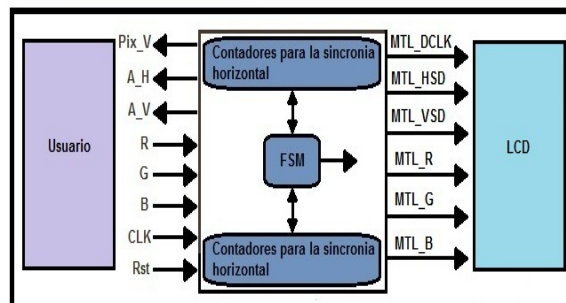 Usuario
Pix_V
A_H
A_V
R
G
B
CLK
Rst
Contadores para la sincronia
horizontal
FSM
Contadores para la sincronia
horizontal
MTL_DCLK
MTL_HSD
MTL_VSD
MTL_R
MTL_G
MTL_B
LCD